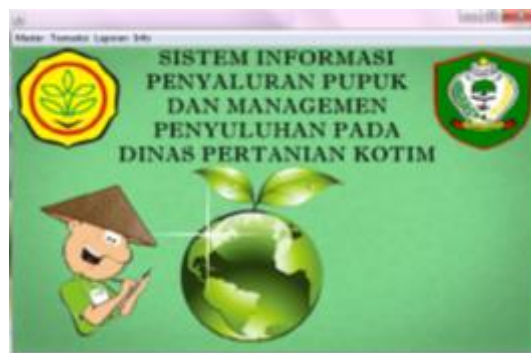 Master Transaksi Laporan Info
SISTEM INFORMASI
PENYALURAN PUPUK
DAN MANAGEMEN
PENYULUHAN PADA
DINAS PERTANIAN KOTIM